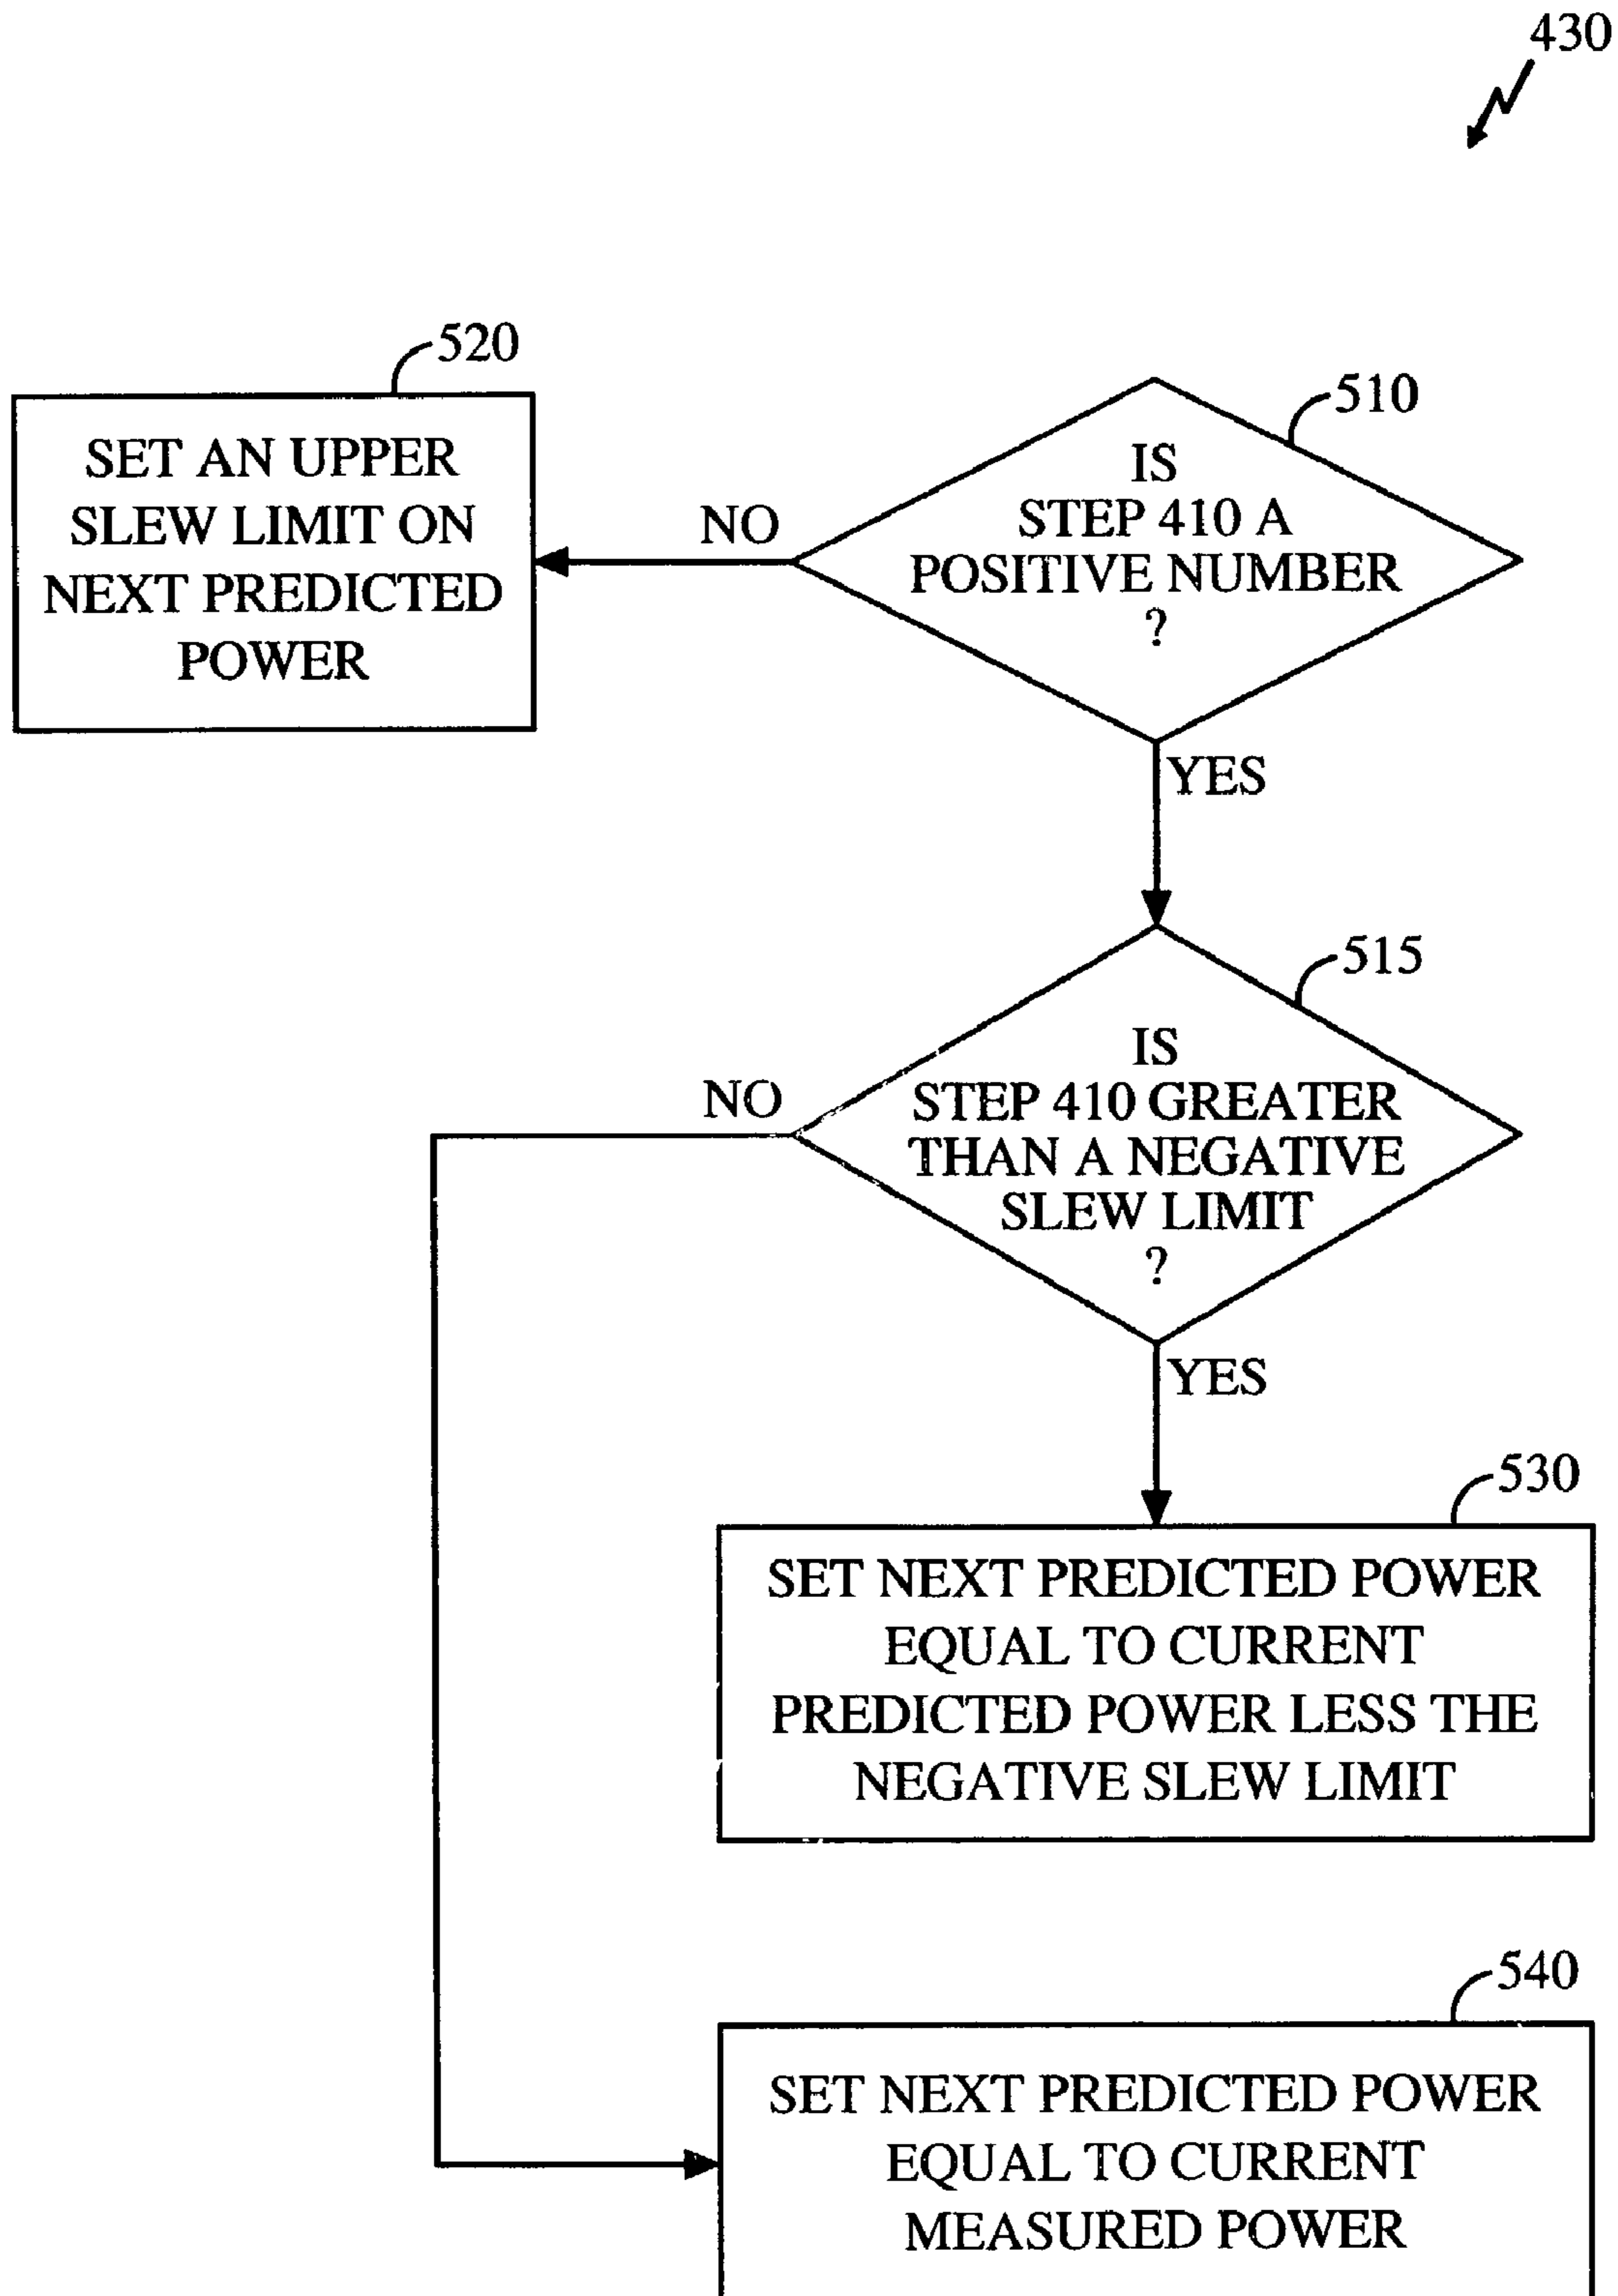 430
520
SET AN UPPER
SLEW LIMIT ON
NEXT PREDICTED
POWER
510
IS
STEP 410 A
POSITIVE NUMBER
?
NO
YES
515
IS
STEP 410 GREATER
THAN A NEGATIVE
SLEW LIMIT
?
NO
YES
530
SET NEXT PREDICTED POWER
EQUAL TO CURRENT
PREDICTED POWER LESS THE
NEGATIVE SLEW LIMIT
540
SET NEXT PREDICTED POWER
EQUAL TO CURRENT
MEASURED POWER